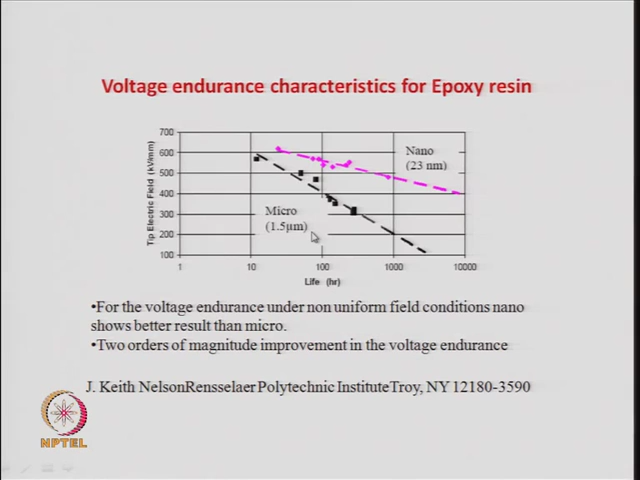 Voltage endurance characteristics for Epoxy resin
700
600
500
400
300
200
100
Tip Electric Field (kV/mm)
Nano
(23 nm)
Micro
(1.5μm)
1
10
100
1000
10000
Life (hr)
•For the voltage endurance under non uniform field conditions nano
shows better result than micro.
•Two orders of magnitude improvement in the voltage endurance
J. Keith NelsonRensselaer Polytechnic InstituteTroy, NY 12180-3590
NPTEL